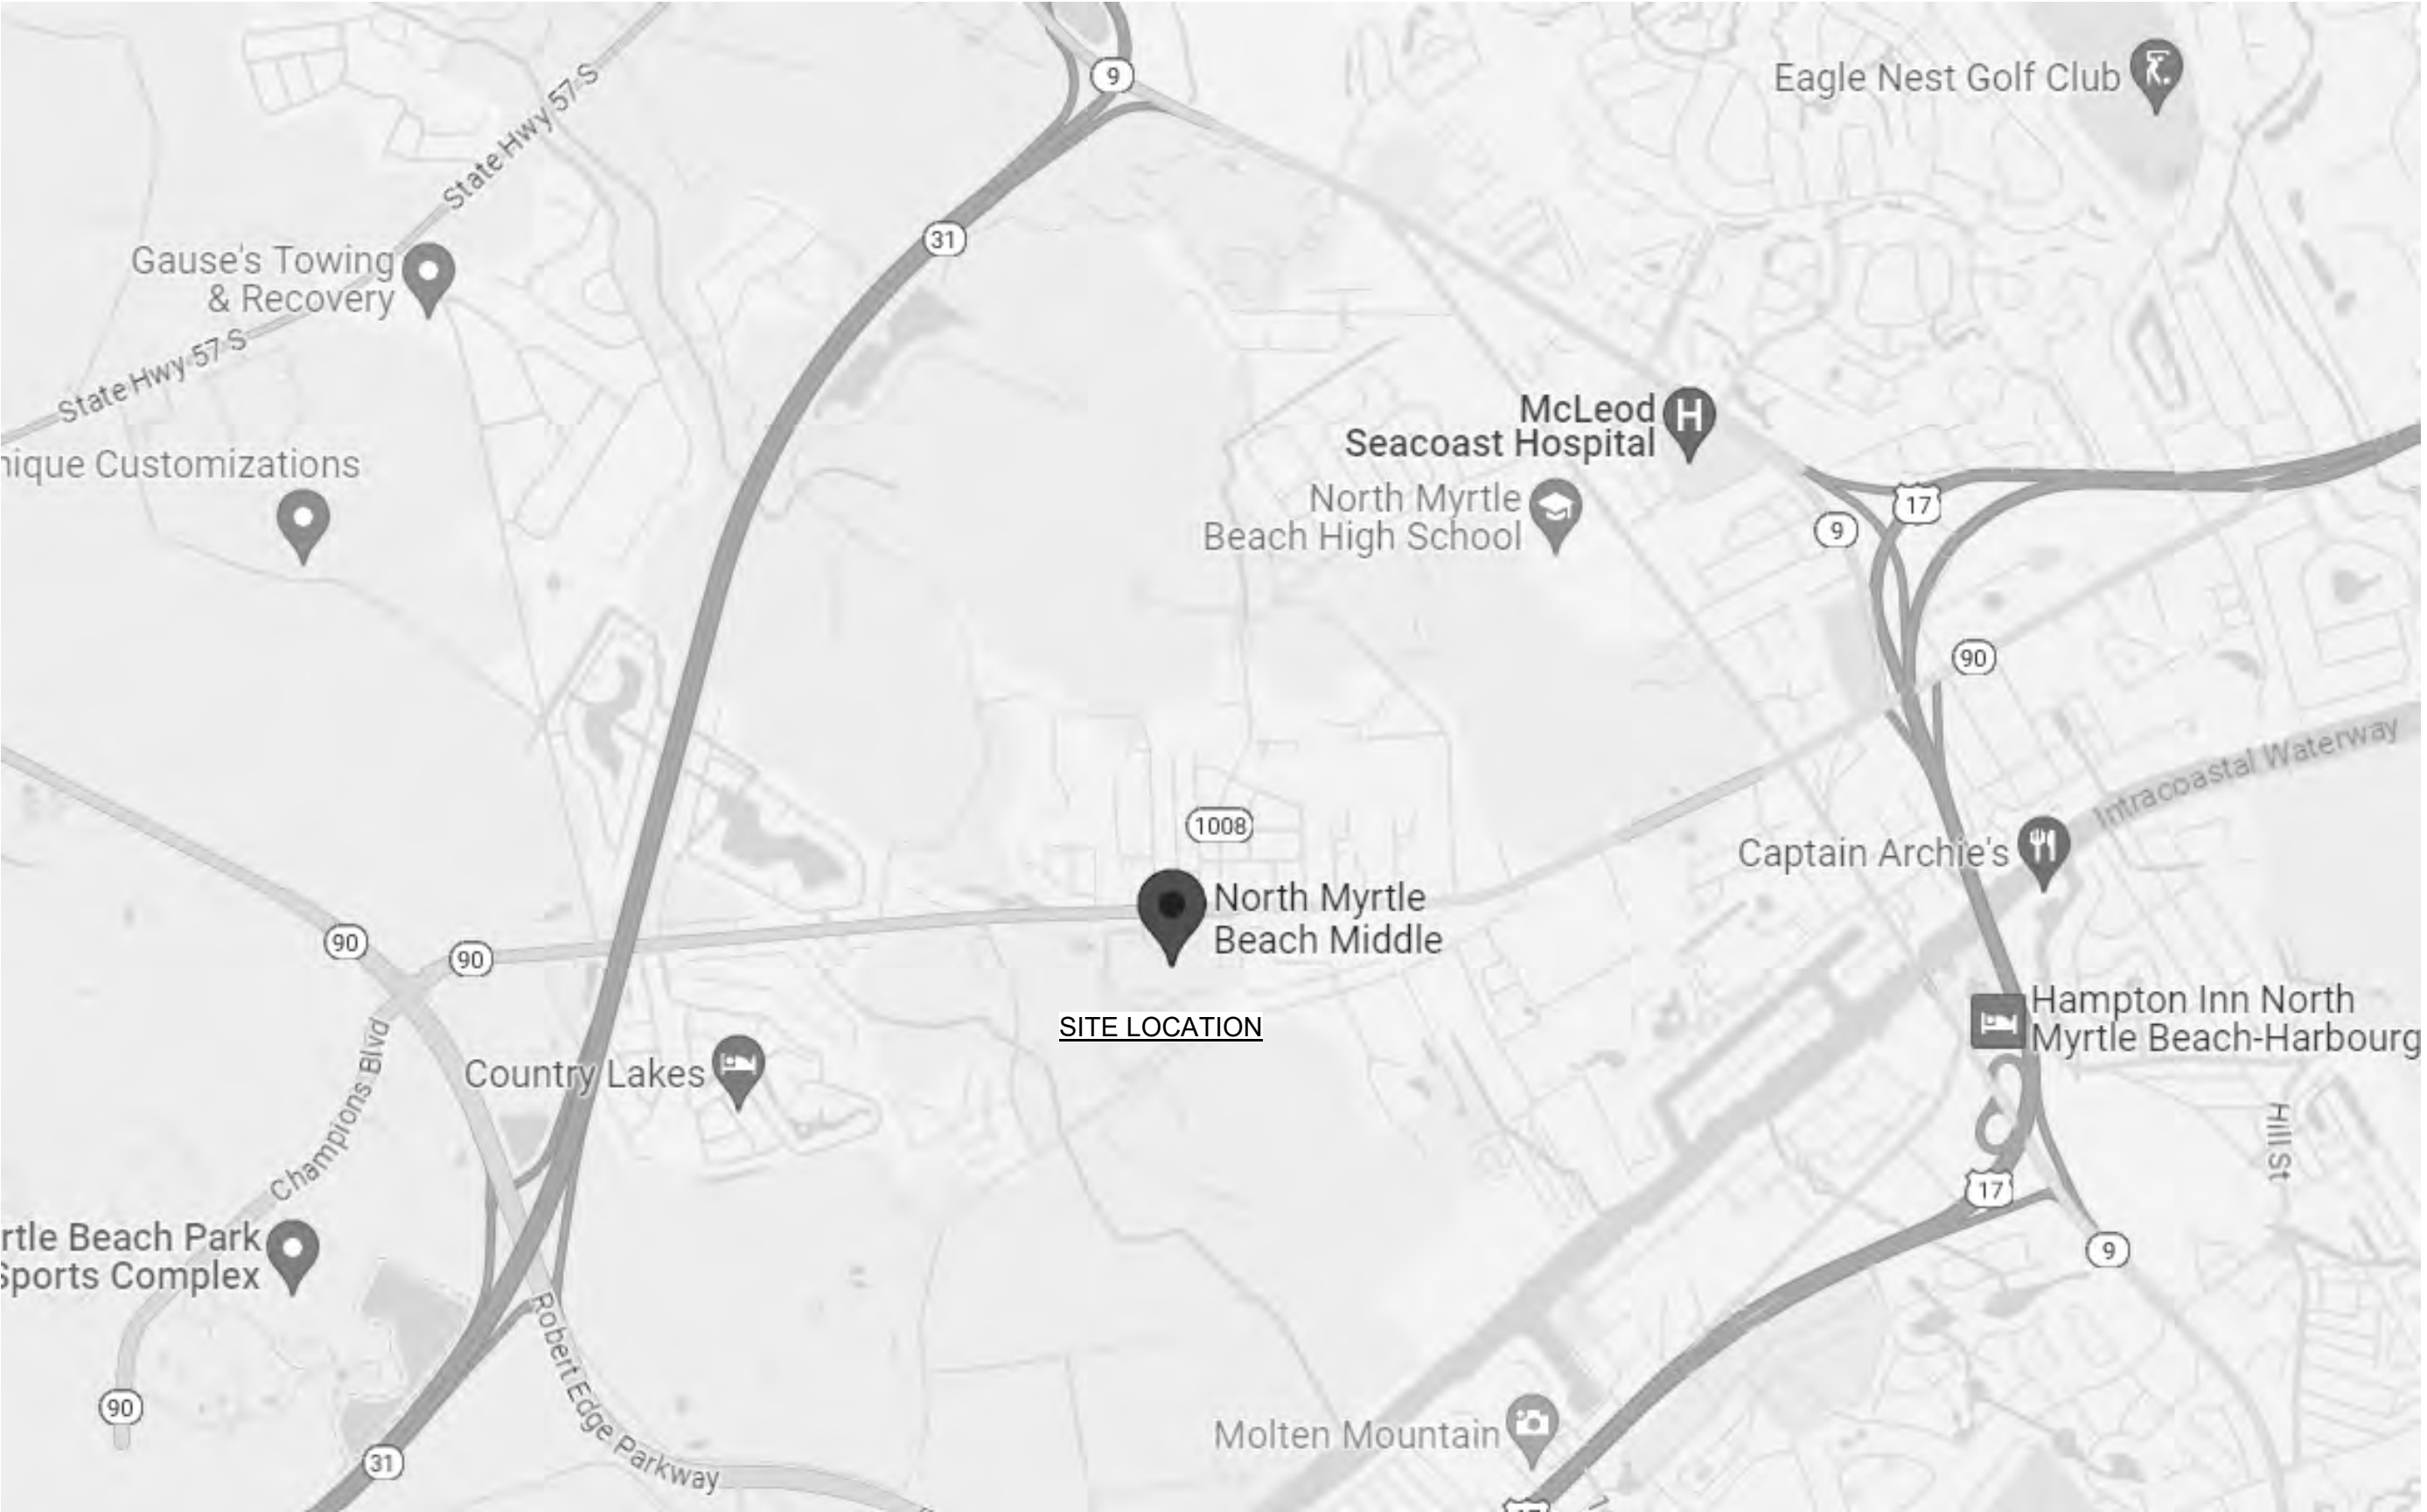 9
Eagle Nest Golf Club
State Hwy 57 S
31
Gause's Towing
& Recovery
State Hwy 57 S
McLeod
Seacoast Hospital
H
nique Customizations
North Myrtle
Beach High School
17
9
90
Intracoastal Waterway
1008
Captain Archie's
North Myrtle
Beach Middle
90
90
SITE LOCATION
Hampton Inn North
Myrtle Beach-Harbourg
Country Lakes
Champions Blvd
Hill St
17
rtle Beach Park
Sports Complex
9
Robert Edge Parkway
90
Molten Mountain
31